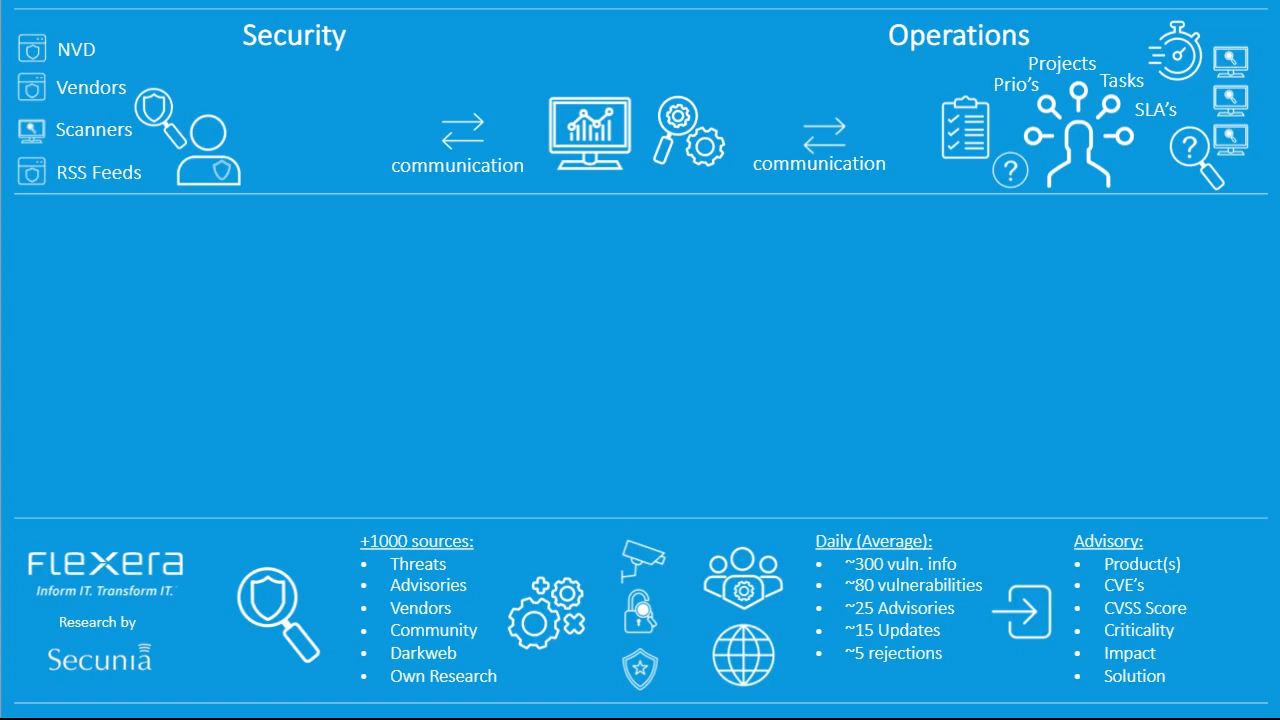 Security
Operations
NVD
Vendors
Scanners
RSS Feeds
communication
communication
Prio's
Projects
Tasks
SLA's
?
?
Flexera
Inform IT. Transform IT.
Research by
Secunia
+1000 sources:
• Threats
• Advisories
• Vendors
• Community
• Darkweb
• Own Research
Daily (Average):
• ~300 vuln. info
• ~80 vulnerabilities
• ~25 Advisories
• ~15 Updates
• ~5 rejections
Advisory:
• Product(s)
• CVE's
• CVSS Score
• Criticality
• Impact
• Solution